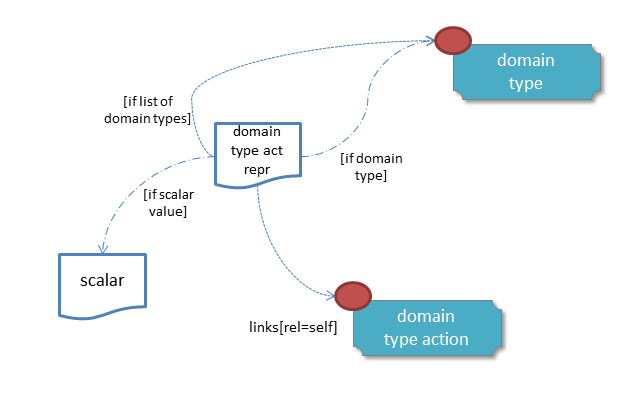 domain
type
[if list of
domain types]
domain
type act
repr
[if domain
type]
[if scalar
value]
scalar
links[rel=self]
domain
type action